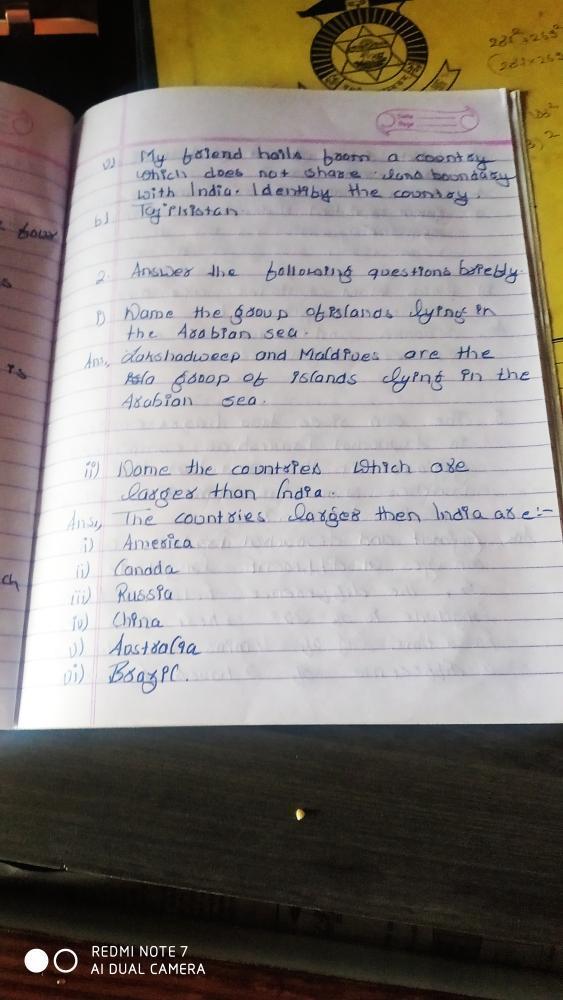 v) My friend hails from a country
which does not share land boundary
with India. Identify the country.
b) Tajikistan.
2. Answer the following questions briefly.
i) Name the group of islands lying in
the Arabian sea.
Ans, Lakshadweep and Maldives are the
group of islands lying in the
Arabian sea.
ii) Name the countries which are
larger than India.
Ans, The countries larger then India are:-
i) America
ii) Canada
iii) Russia
iv) China
v) Australia
vi) Brazil.
REDMI NOTE 7
AI DUAL CAMERA